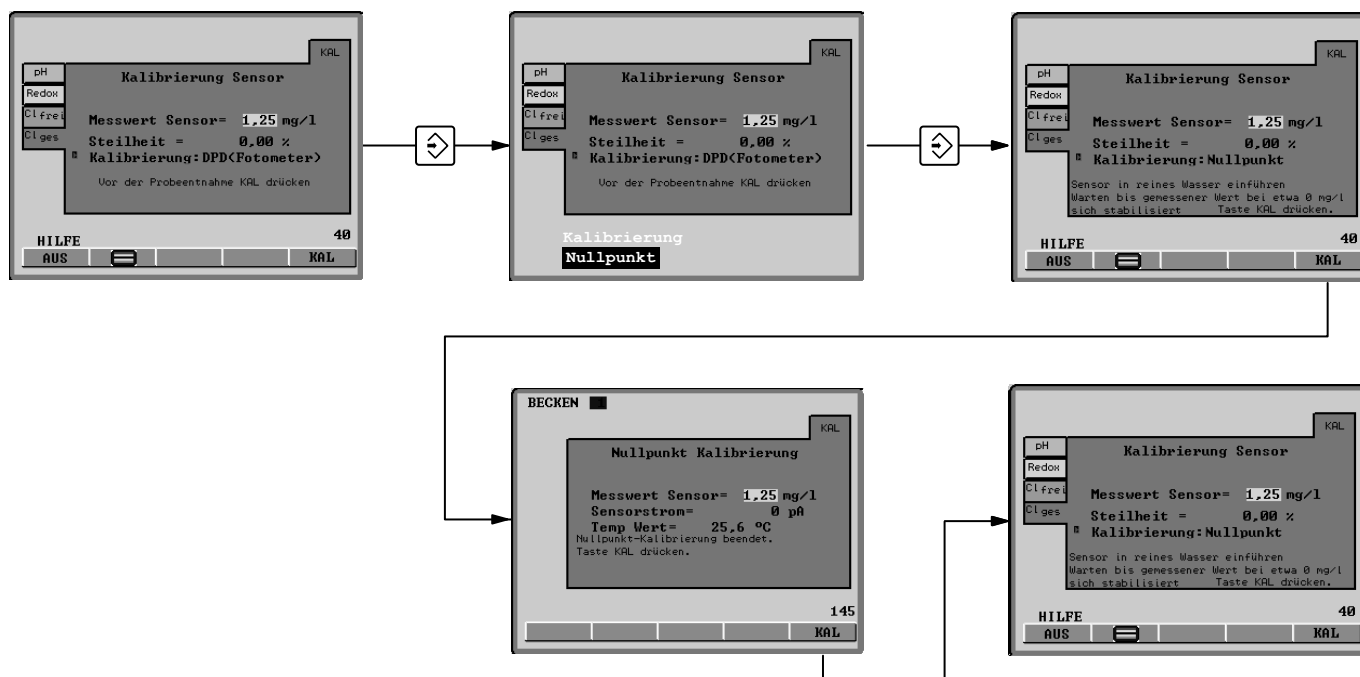 KAL
pH
Redox
Cl frei
Cl ges
Kalibrierung Sensor
Messwert Sensor= 1,25 mg/l
Steilheit = 0,00 %
Kalibrierung:DPD(Fotometer)
Vor der Probeentnahme KAL drücken
HILFE
40
AUS
KAL
KAL
pH
Redox
Cl frei
Cl ges
Kalibrierung Sensor
Messwert Sensor= 1,25 mg/l
Steilheit = 0,00 %
Kalibrierung:DPD(Fotometer)
Vor der Probeentnahme KAL drücken
Kalibrierung
Nullpunkt
KAL
pH
Redox
Cl frei
Cl ges
Kalibrierung Sensor
Messwert Sensor= 1,25 mg/l
Steilheit = 0,00 %
Kalibrierung:Nullpunkt
Sensor in reines Wasser einführen
Warten bis gemessener Wert bei etwa 0 mg/l
sich stabilisiert Taste KAL drücken.
HILFE
40
AUS
KAL
BECKEN
KAL
Nullpunkt Kalibrierung
Messwert Sensor= 1,25 mg/l
Sensorstrom= 0 pA
Temp Wert= 25,6 ºC
Nullpunkt-Kalibrierung beendet.
Taste KAL drücken.
145
KAL
KAL
pH
Redox
Cl frei
Cl ges
Kalibrierung Sensor
Messwert Sensor= 1,25 mg/l
Steilheit = 0,00 %
Kalibrierung:Nullpunkt
Sensor in reines Wasser einführen
Warten bis gemessener Wert bei etwa 0 mg/l
sich stabilisiert Taste KAL drücken.
HILFE
40
AUS
KAL